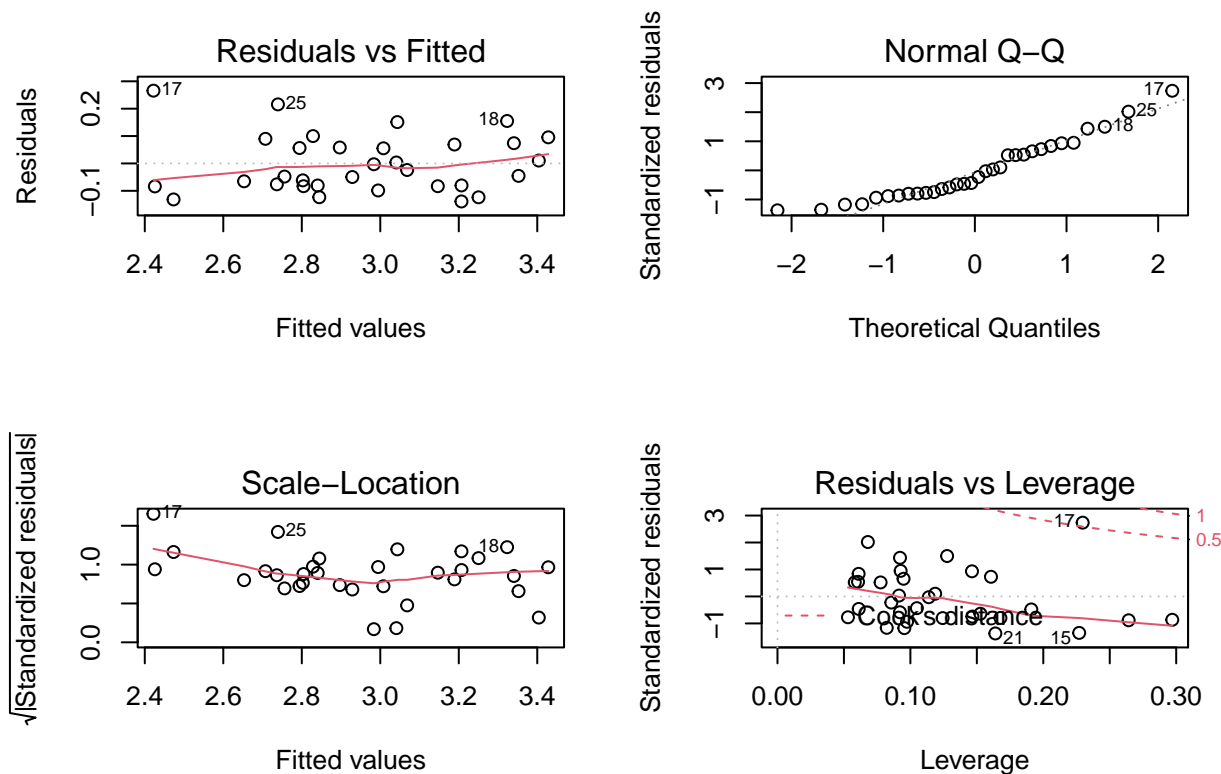 Residuals vs Fitted
Residuals
−0.1
0.2
17
25
18
2.4 2.6 2.8 3.0 3.2 3.4
Fitted values
Normal Q−Q
Standardized residuals
−1
1
3
17
25
18
−2 −1 0 1 2
Theoretical Quantiles
Scale−Location
√|Standardized residuals|
0.0
1.0
17
25
18
2.4 2.6 2.8 3.0 3.2 3.4
Fitted values
Residuals vs Leverage
Standardized residuals
−1
1
3
17
1
0.5
Cook's distance
21
15
0.00 0.10 0.20 0.30
Leverage